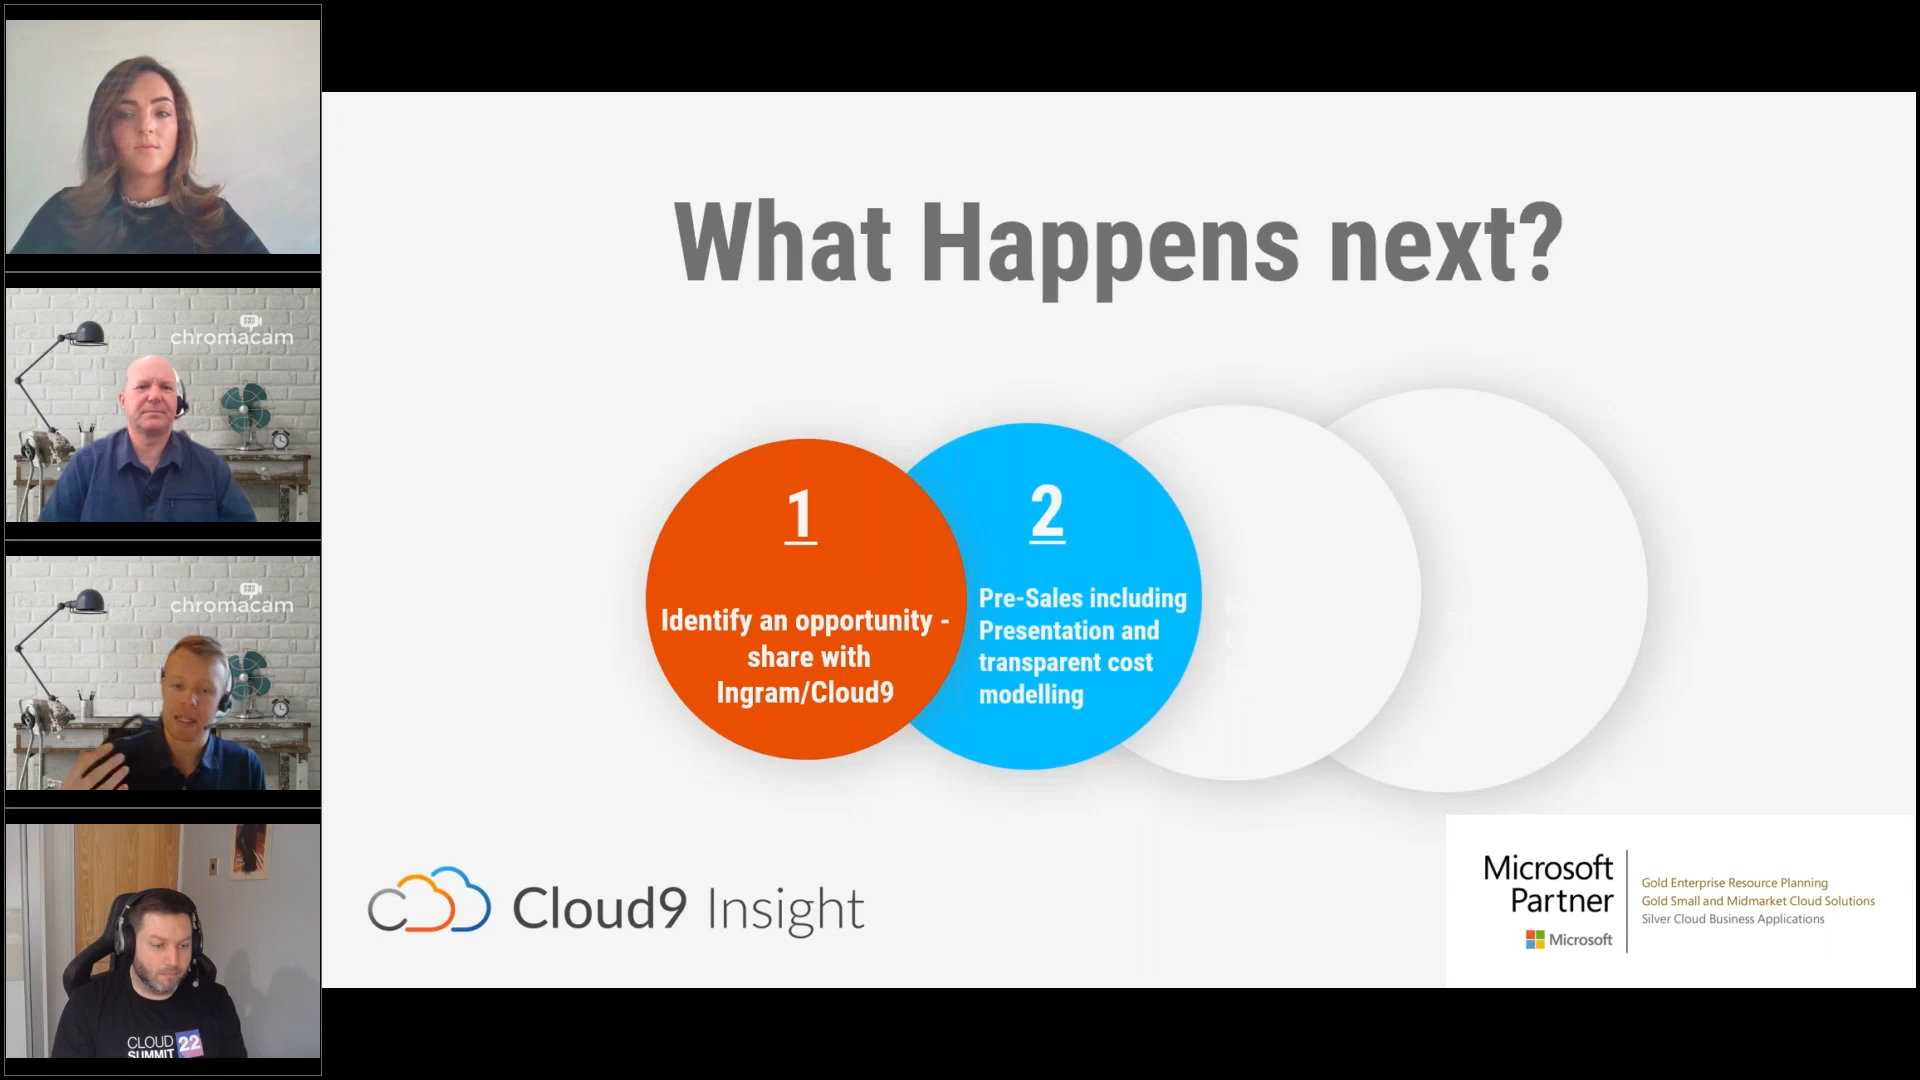 What Happens next?
1
Identify an opportunity -
share with
Ingram/Cloud9
2
Pre-Sales including
Presentation and
transparent cost
modelling
Cloud9 Insight
Microsoft
Partner
Microsoft
Gold Enterprise Resource Planning
Gold Small and Midmarket Cloud Solutions
Silver Cloud Business Applications
chromacam
chromacam
CLOUD
SUMMIT
22